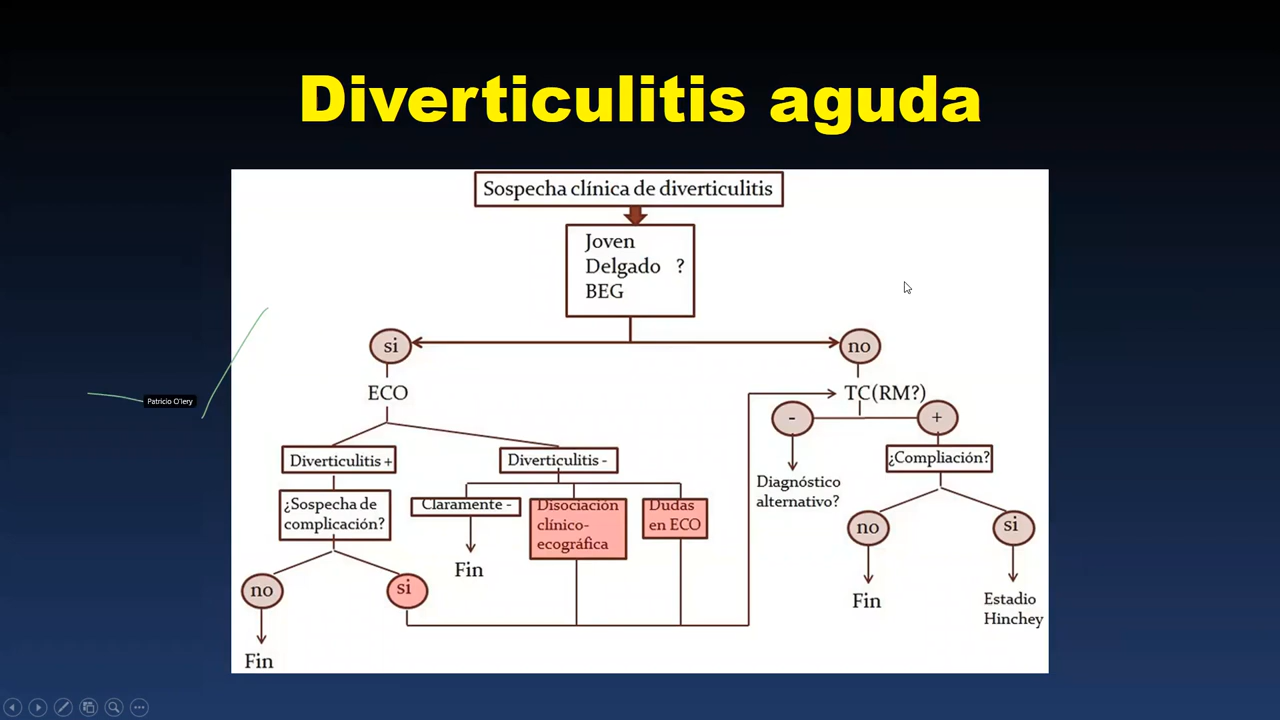 Diverticulitis aguda
Sospecha clínica de diverticulitis
Joven
Delgado ?
BEG
si
no
ECO
TC(RM?)
-
+
Diverticulitis +
Diverticulitis -
¿Compliación?
¿Sospecha de
complicación?
Claramente -
Disociación
clínico-
ecográfica
Dudas
en ECO
Diagnóstico
alternativo?
no
si
Fin
no
si
Fin
Fin
Estadio
Hinchey
Patricio O'lery